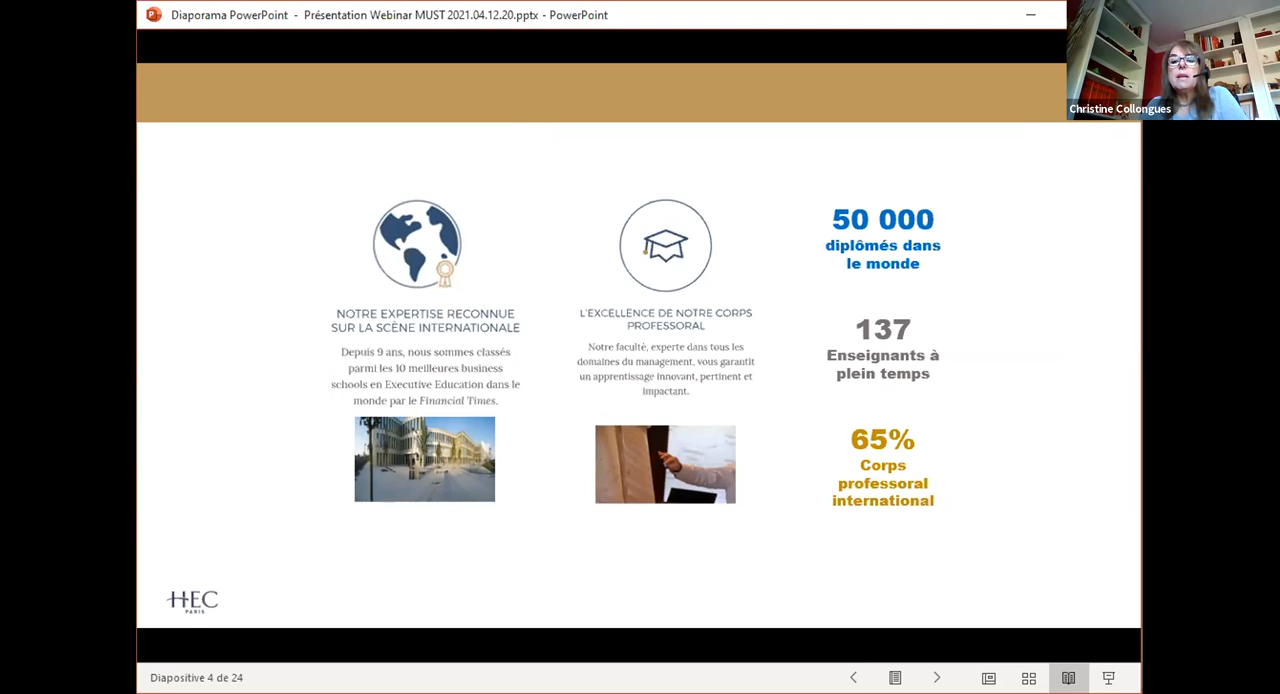 Diaporama PowerPoint - Présentation Webinar MUST 2021.04.12.20.pptx - PowerPoint
Christine Collongues
NOTRE EXPERTISE RECONNUE
SUR LA SCÈNE INTERNATIONALE
Depuis 9 ans, nous sommes classés
parmi les 10 meilleures business
schools en Executive Education dans le
monde par le Financial Times.
L'EXCELLENCE DE NOTRE CORPS
PROFESSORAL
Notre faculté, experte dans tous les
domaines du management, vous garantit
un apprentissage innovant, pertinent et
impactant.
50 000
diplômés dans
le monde
137
Enseignants à
plein temps
65%
Corps
professoral
international
HEC
PARIS
Diapositive 4 de 24